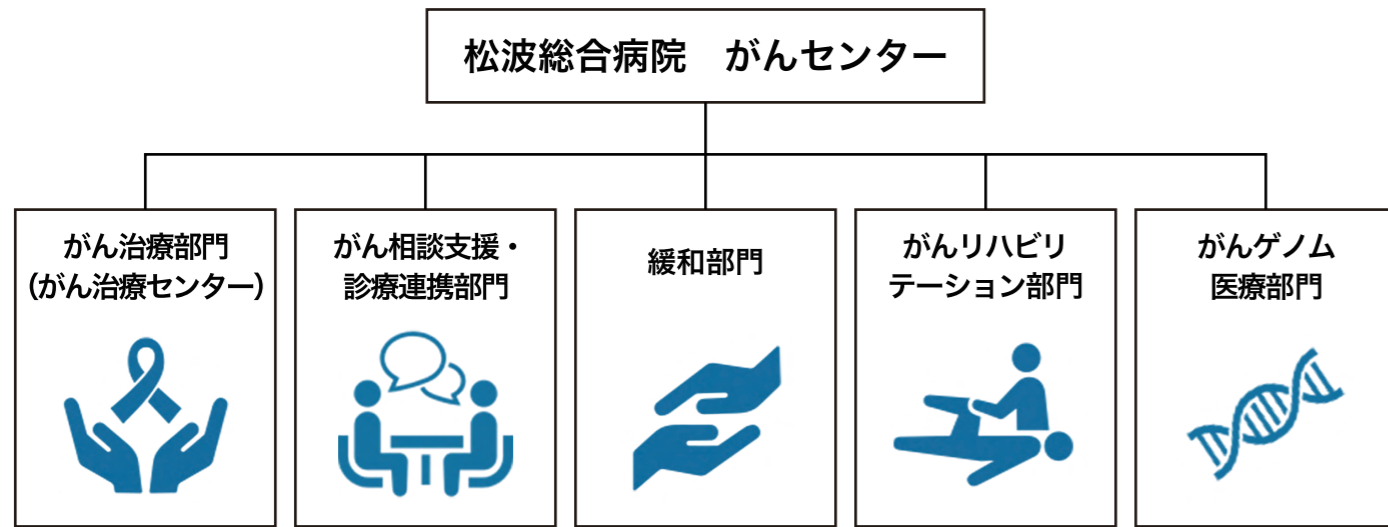 松波総合病院　がんセンター
がん治療部門
(がん治療センター)
がん相談支援・
診療連携部門
緩和部門
がんリハビリ
テーション部門
がんゲノム
医療部門